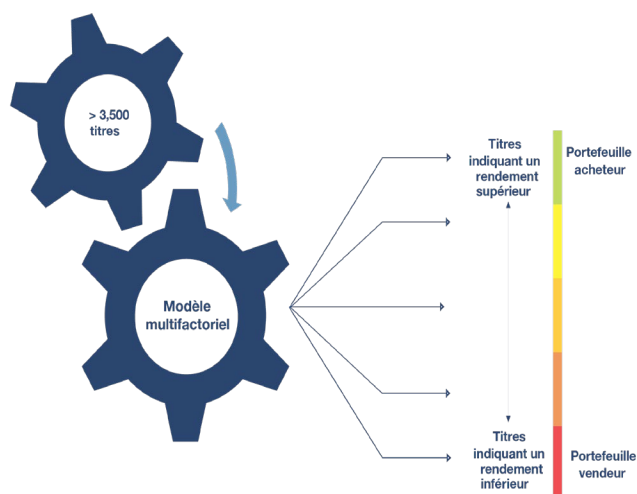 > 3,500
titres
Modèle
multifactoriel
Titres
indiquant un
rendement
supérieur
Portefeuille
acheteur
Titres
indiquant un
rendement
inférieur
Portefeuille
vendeur